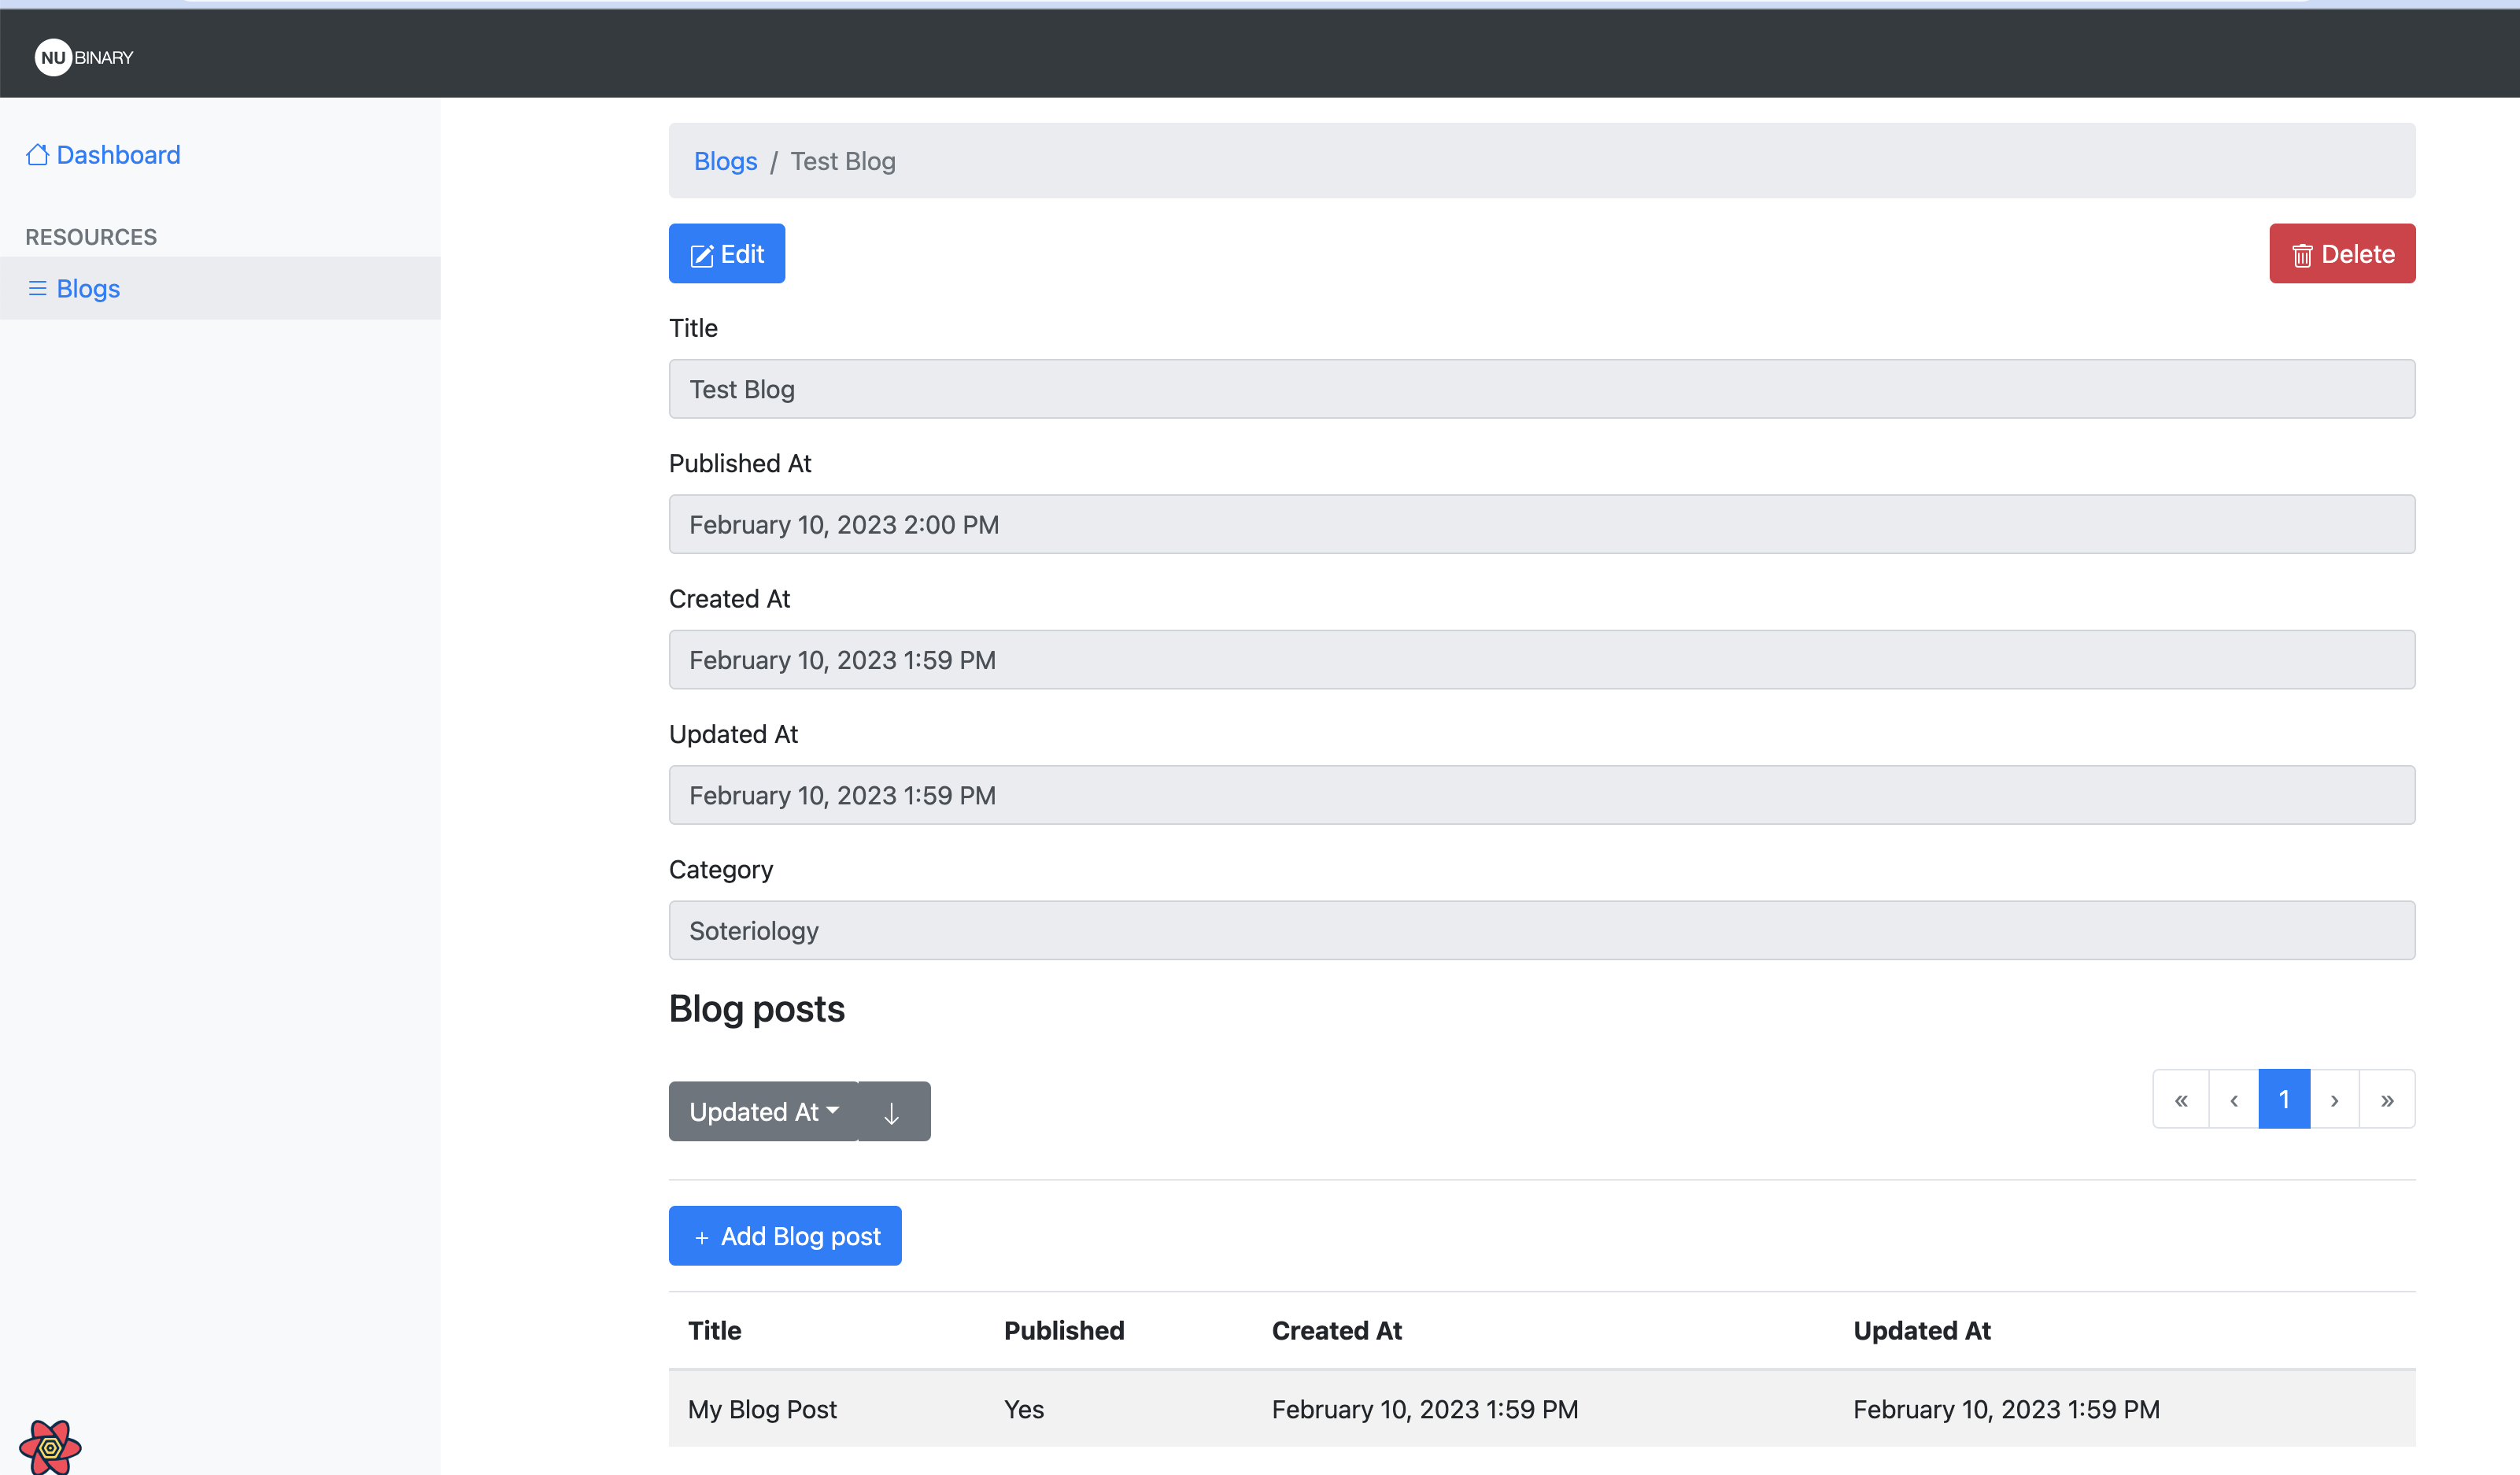 NU BINARY
Dashboard
RESOURCES
Blogs
Blogs / Test Blog
Edit
Delete
Title
Test Blog
Published At
February 10, 2023 2:00 PM
Created At
February 10, 2023 1:59 PM
Updated At
February 10, 2023 1:59 PM
Category
Soteriology
Blog posts
Updated At ↓
« ‹ 1 › »
+ Add Blog post
Title Published Created At Updated At
My Blog Post Yes February 10, 2023 1:59 PM February 10, 2023 1:59 PM